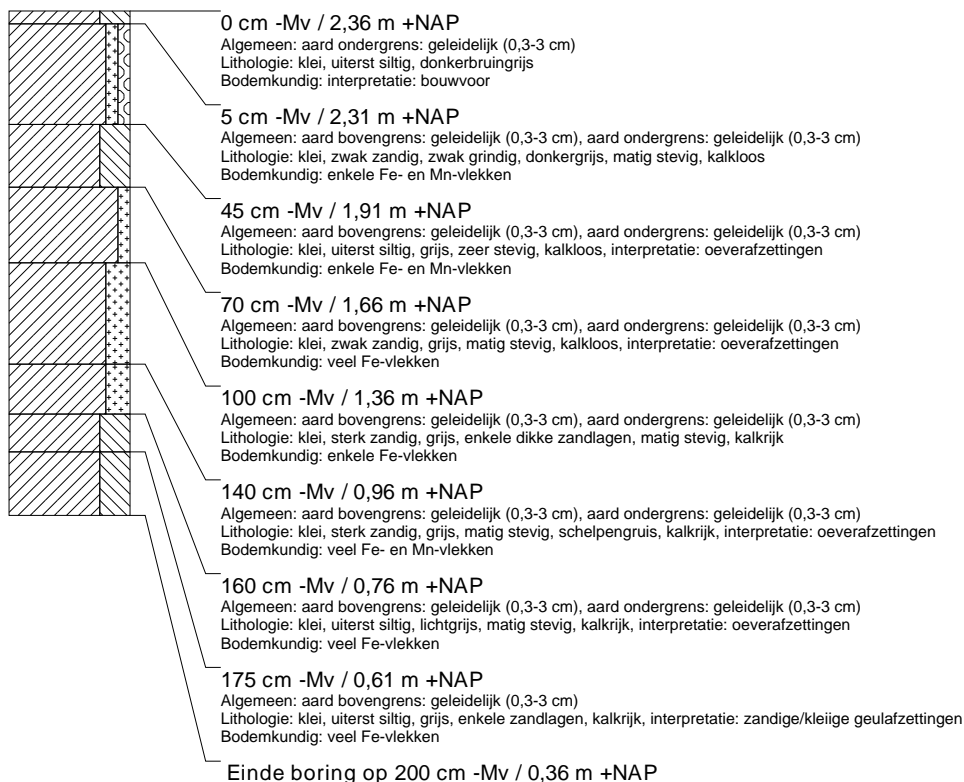 0 cm -Mv / 2,36 m +NAP
Algemeen: aard ondergrens: geleidelijk (0,3-3 cm)
Lithologie: klei, uiterst siltig, donkerbruingrijs
Bodemkundig: interpretatie: bouwvoor
5 cm -Mv / 2,31 m +NAP
Algemeen: aard bovengrens: geleidelijk (0,3-3 cm), aard ondergrens: geleidelijk (0,3-3 cm)
Lithologie: klei, zwak zandig, zwak grindig, donkergrijs, matig stevig, kalkloos
Bodemkundig: enkele Fe- en Mn-vlekken
45 cm -Mv / 1,91 m +NAP
Algemeen: aard bovengrens: geleidelijk (0,3-3 cm), aard ondergrens: geleidelijk (0,3-3 cm)
Lithologie: klei, uiterst siltig, grijs, zeer stevig, kalkloos, interpretatie: oeverafzettingen
Bodemkundig: enkele Fe- en Mn-vlekken
70 cm -Mv / 1,66 m +NAP
Algemeen: aard bovengrens: geleidelijk (0,3-3 cm), aard ondergrens: geleidelijk (0,3-3 cm)
Lithologie: klei, zwak zandig, grijs, matig stevig, kalkloos, interpretatie: oeverafzettingen
Bodemkundig: veel Fe-vlekken
100 cm -Mv / 1,36 m +NAP
Algemeen: aard bovengrens: geleidelijk (0,3-3 cm), aard ondergrens: geleidelijk (0,3-3 cm)
Lithologie: klei, sterk zandig, grijs, enkele dikke zandlagen, matig stevig, kalkrijk
Bodemkundig: enkele Fe-vlekken
140 cm -Mv / 0,96 m +NAP
Algemeen: aard bovengrens: geleidelijk (0,3-3 cm), aard ondergrens: geleidelijk (0,3-3 cm)
Lithologie: klei, sterk zandig, grijs, matig stevig, schelpengruis, kalkrijk, interpretatie: oeverafzettingen
Bodemkundig: veel Fe- en Mn-vlekken
160 cm -Mv / 0,76 m +NAP
Algemeen: aard bovengrens: geleidelijk (0,3-3 cm), aard ondergrens: geleidelijk (0,3-3 cm)
Lithologie: klei, uiterst siltig, lichtgrijs, matig stevig, kalkrijk, interpretatie: oeverafzettingen
Bodemkundig: veel Fe-vlekken
175 cm -Mv / 0,61 m +NAP
Algemeen: aard bovengrens: geleidelijk (0,3-3 cm)
Lithologie: klei, uiterst siltig, grijs, enkele zandlagen, kalkrijk, interpretatie: zandige/kleiige geulafzettingen
Bodemkundig: veel Fe-vlekken
Einde boring op 200 cm -Mv / 0,36 m +NAP